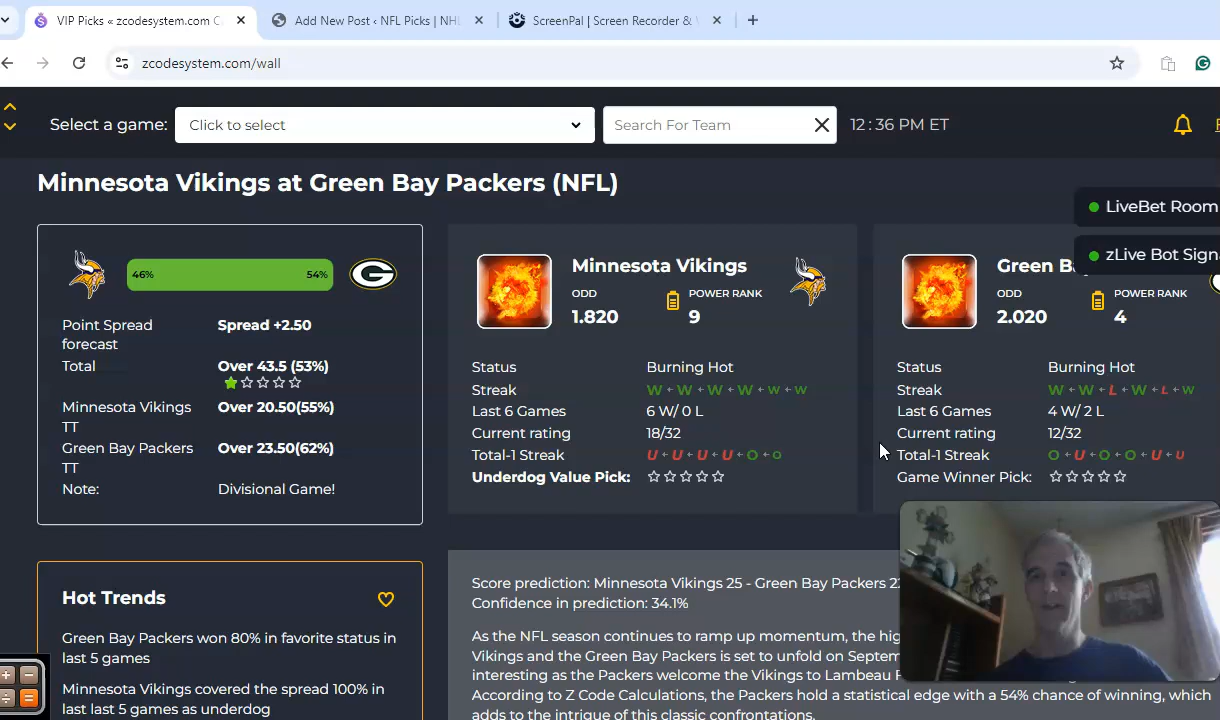 VIP Picks « zcodesystem.com C
Add New Post ‹ NFL Picks | NHL
ScreenPal | Screen Recorder &
zcodesystem.com/wall
Select a game:
Click to select
Search For Team
12:36 PM ET
Minnesota Vikings at Green Bay Packers (NFL)
LiveBet Room
zLive Bot Signa
46%
54%
Point Spread forecast
Spread +2.50
Total
Over 43.5 (53%)
Minnesota Vikings TT
Over 20.50(55%)
Green Bay Packers TT
Over 23.50(62%)
Note:
Divisional Game!
Minnesota Vikings
ODD
1.820
POWER RANK
9
Status
Burning Hot
Streak
W W W W W W
Last 6 Games
6 W/ 0 L
Current rating
18/32
Total-1 Streak
U U U U O O
Underdog Value Pick:
Green Ba
ODD
2.020
POWER RANK
4
Status
Burning Hot
Streak
W W L W L W
Last 6 Games
4 W/ 2 L
Current rating
12/32
Total-1 Streak
O U O O U U
Game Winner Pick:
Hot Trends
Green Bay Packers won 80% in favorite status in
last 5 games
Minnesota Vikings covered the spread 100% in
last last 5 games as underdog
Score prediction: Minnesota Vikings 25 - Green Bay Packers 22
Confidence in prediction: 34.1%
As the NFL season continues to ramp up momentum, the hig
Vikings and the Green Bay Packers is set to unfold on Septem
interesting as the Packers welcome the Vikings to Lambeau F
According to Z Code Calculations, the Packers hold a statistical edge with a 54% chance of winning, which
adds to the intrigue of this classic confrontations.